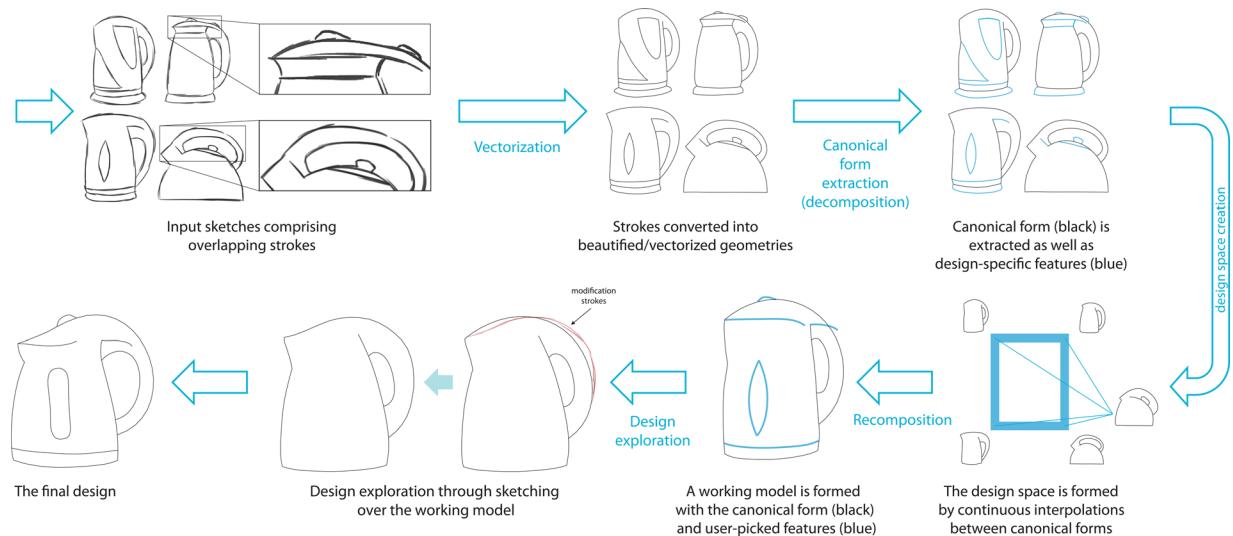 Vectorization
Canonical
form
extraction
(decomposition)
Input sketches comprising
overlapping strokes
Strokes converted into
beautified/vectorized geometries
Canonical form (black) is
extracted as well as
design-specific features (blue)
design space creation
modification
strokes
Design
exploration
Recomposition
The final design
Design exploration through sketching
over the working model
A working model is formed
with the canonical form (black)
and user-picked features (blue)
The design space is formed
by continuous interpolations
between canonical forms